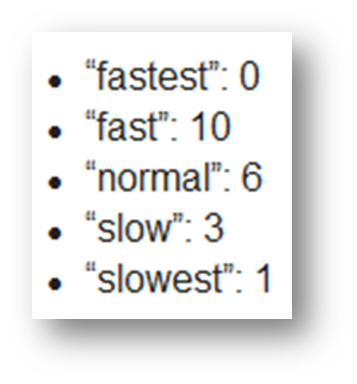 • “fastest”: 0
• “fast”: 10
• “normal”: 6
• “slow”: 3
• “slowest”: 1